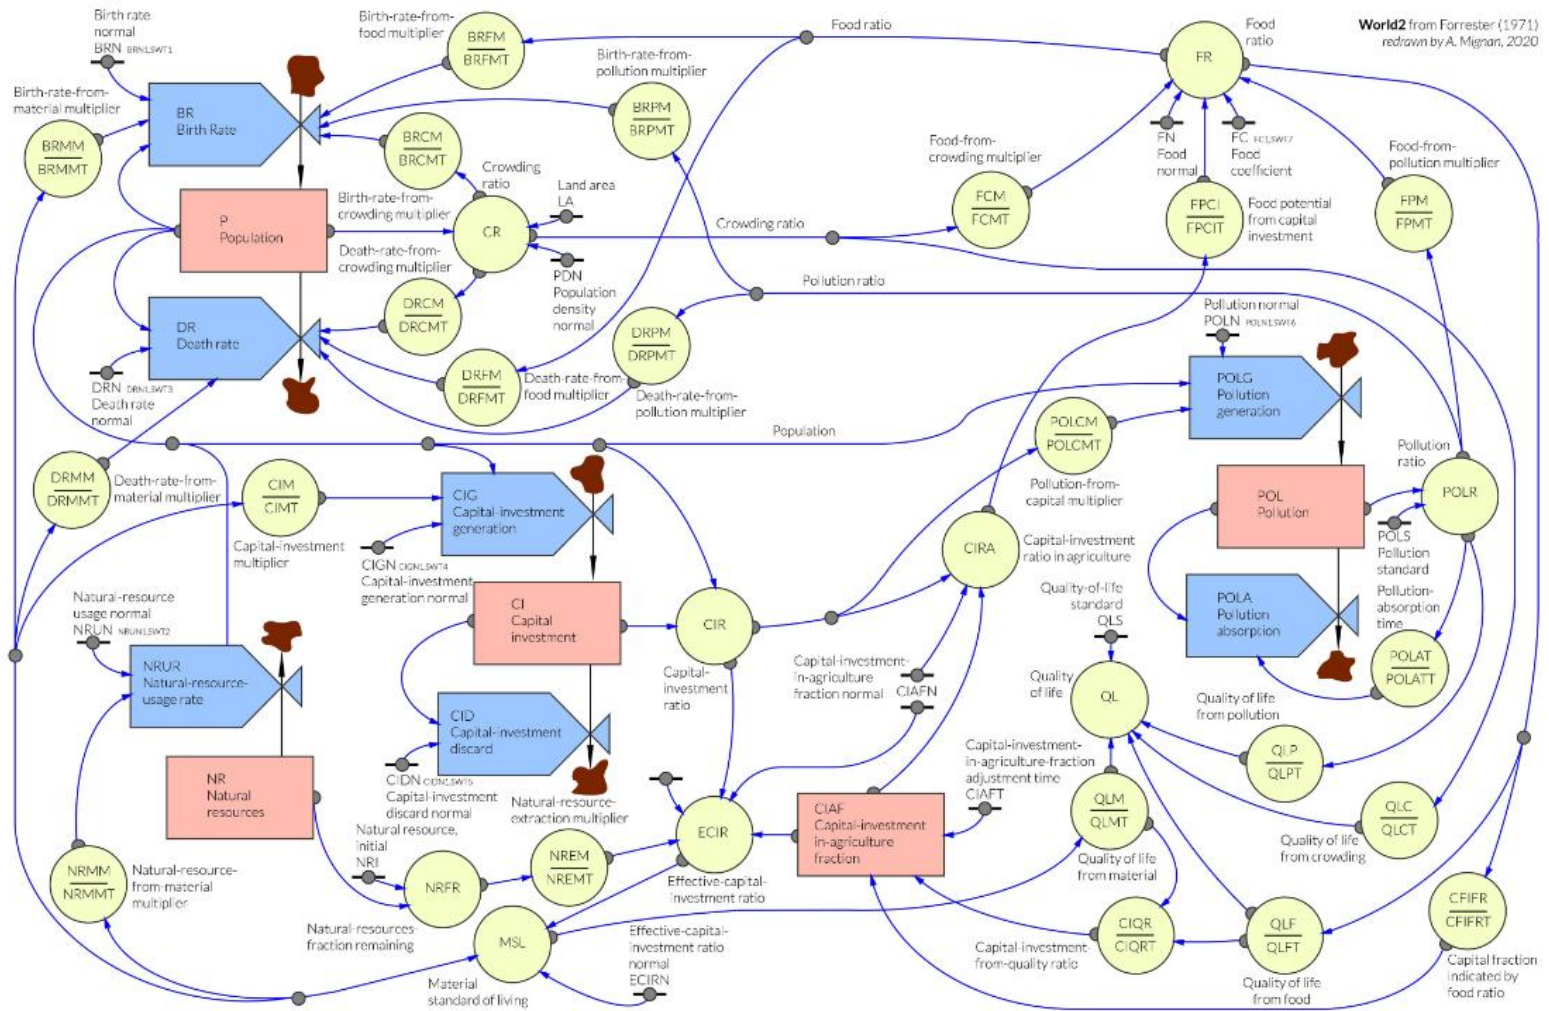 World2 from Forrester (1971)
redrawn by A. Mignan, 2020
Birth rate
normal
BRN BRN1,SWT1
Birth-rate-from-
food multiplier
BRFM
BRFMT
Food ratio
FR
Food
ratio
Birth-rate-from-
pollution multiplier
BRPM
BRPMT
Birth-rate-from-
material multiplier
BRMM
BRMMT
BR
Birth Rate
BRCM
BRCMT
Crowding
ratio
Birth-rate-from-
crowding multiplier
Land area
LA
P
Population
CR
Death-rate-from-
crowding multiplier
PDN
Population
density
normal
Crowding ratio
Food-from-
crowding multiplier
FCM
FCMT
FN
Food
normal
FC FC1,SWT7
Food
coefficient
FPCI
FPCIT
Food potential
from capital
investment
Food-from-
pollution multiplier
FPM
FPMT
Pollution ratio
DRCM
DRCMT
DR
Death rate
DRN DRN1,SWT3
Death rate
normal
DRFM
DRFMT
Death-rate-from-
food multiplier
DRPM
DRPMT
Death-rate-from-
pollution multiplier
Pollution normal
POLN POLN1,SWT6
POLG
Pollution
generation
Population
POLCM
POLCMT
Pollution-from-
capital multiplier
Pollution
ratio
POLR
POL
Pollution
POLS
Pollution
standard
Pollution-
absorption
time
POLA
Pollution
absorption
POLAT
POLATT
DRMM
DRMMT
Death-rate-from-
material multiplier
CIM
CIMT
Capital-investment
multiplier
CIG
Capital-investment
generation
CIGN CIGN1,SWT4
Capital-investment
generation normal
CI
Capital
investment
CIR
Capital-
investment
ratio
CIRA
Capital-investment
ratio in agriculture
Natural-resource
usage normal
NRUN NRUN1,SWT2
NRUR
Natural-resource-
usage rate
NR
Natural
resources
CID
Capital-investment
discard
CIDN CIDN1,SWT5
Capital-investment
discard normal
Capital-investment-
in-agriculture
fraction normal
CIAFN
Quality-of-life
standard
QLS
Quality
of life
QL
Quality of life
from pollution
QLP
QLPT
Capital-investment-
in-agriculture-fraction
adjustment time
CIAFT
QLM
QLMT
Quality of life
from material
QLC
QLCT
Quality of life
from crowding
Natural-resource-
extraction multiplier
Natural resource,
initial
NRI
NRFR
NREM
NREMT
ECIR
Effective-capital-
investment ratio
CIAF
Capital-investment
in-agriculture
fraction
NRMM
NRMMT
Natural-resource-
from-material
multiplier
Natural-resources-
fraction remaining
MSL
Material
standard of living
Effective-capital-
investment ratio
normal
ECIRN
CIQR
CIQRT
Capital-investment-
from-quality ratio
QLF
QLFT
Quality of life
from food
CFIFR
CFIFRT
Capital fraction
indicated by
food ratio